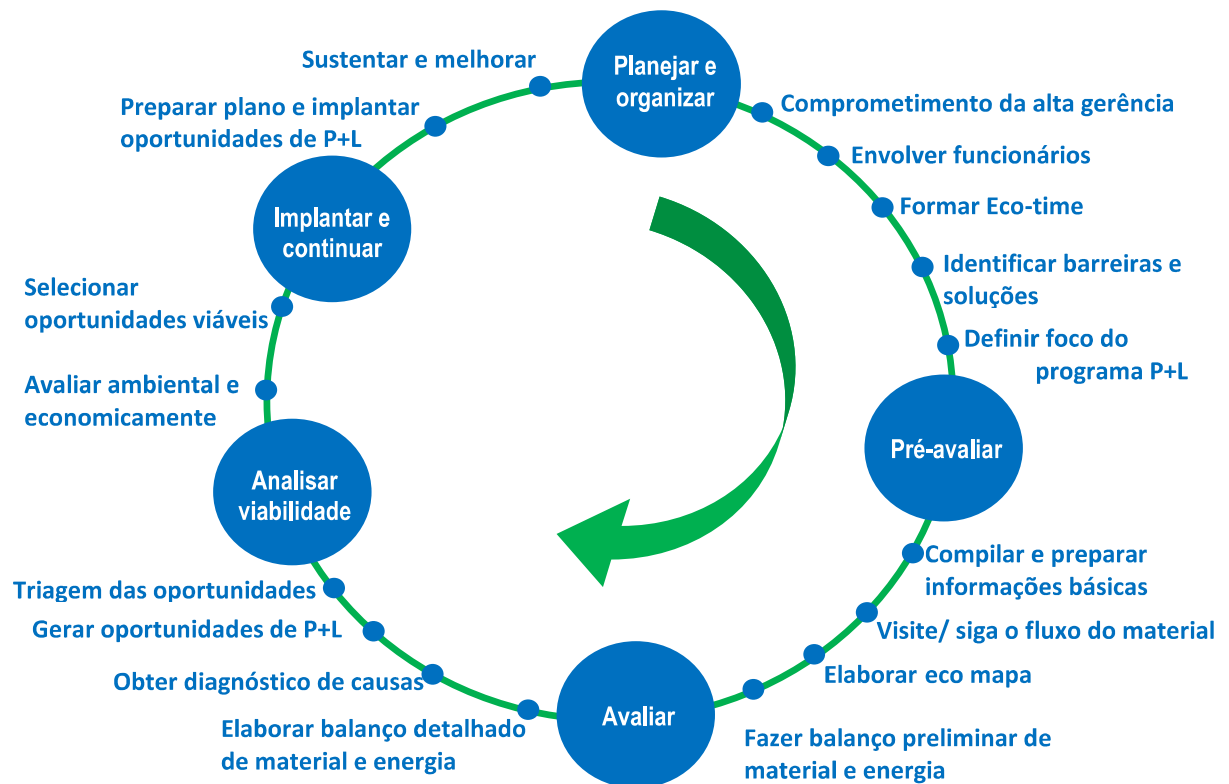 Planejar e
organizar
Comprometimento da alta gerência
Envolver funcionários
Formar Eco-time
Identificar barreiras e
soluções
Definir foco do
programa P+L
Pré-avaliar
Compilar e preparar
informações básicas
Visite/ siga o fluxo do material
Elaborar eco mapa
Fazer balanço preliminar de
material e energia
Avaliar
Elaborar balanço detalhado
de material e energia
Obter diagnóstico de causas
Gerar oportunidades de P+L
Triagem das oportunidades
Analisar
viabilidade
Avaliar ambiental e
economicamente
Selecionar
oportunidades viáveis
Implantar e
continuar
Preparar plano e implantar
oportunidades de P+L
Sustentar e melhorar